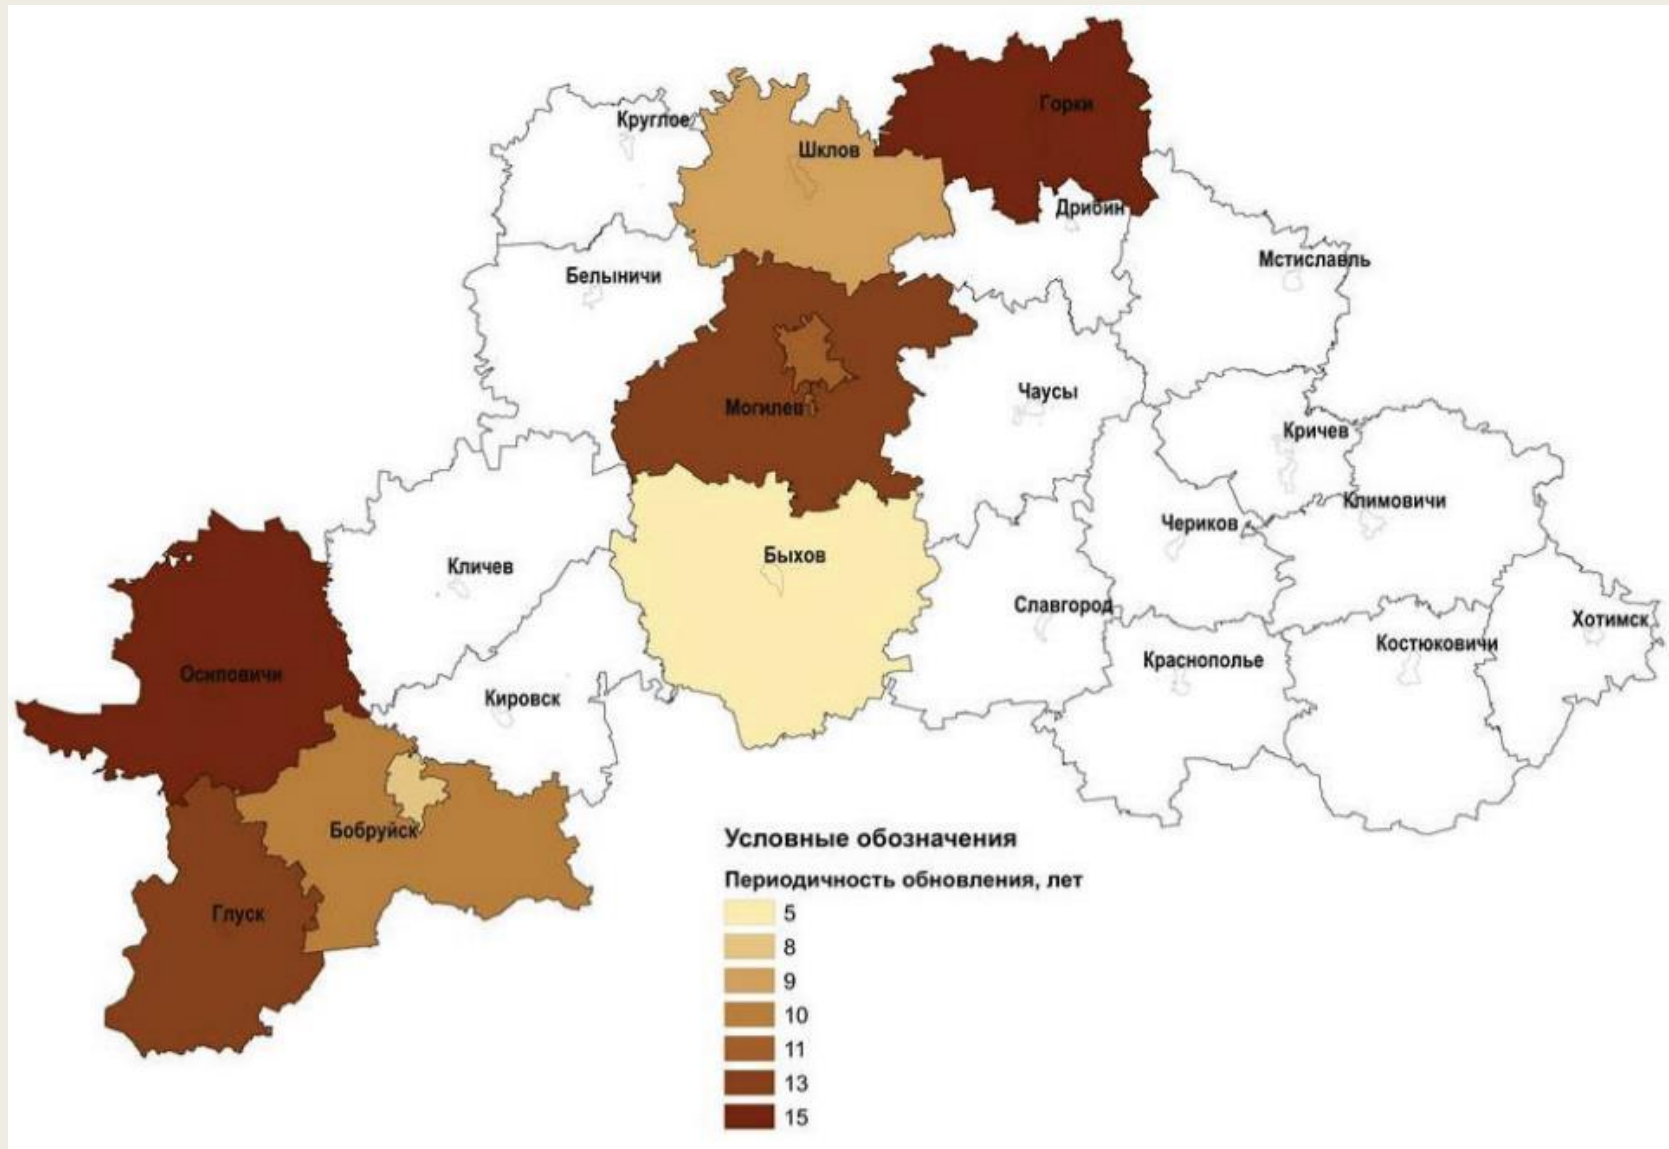 Горки
Круглое
Шклов
Дрибин
Мстиславль
Белыничи
Чаусы
Могилев
Кричев
Климовичи
Чериков
Быхов
Кличев
Славгород
Хотимск
Костюковичи
Краснополье
Осиповичи
Кировск
Бобруйск
Глуск
Условные обозначения
Периодичность обновления, лет
5
8
9
10
11
13
15